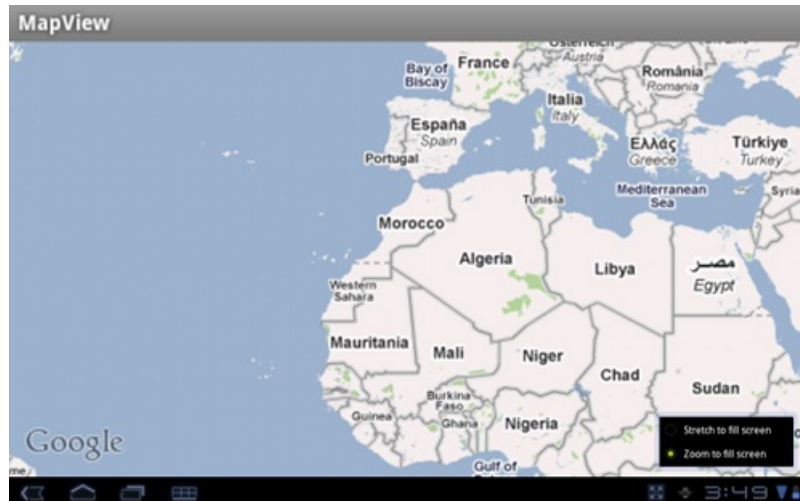 MapView
Österreich
Austria
France
Bay of
Biscay
România
Romania
Italia
Italy
España
Spain
Portugal
Ελλάς
Greece
Türkiye
Turkey
Mediterranean
Sea
Syria
Tunisia
Morocco
Algeria
Libya
مصر
Egypt
Western
Sahara
Mauritania
Mali
Niger
Chad
Sudan
Burkina
Faso
Guinea
Ghana
Nigeria
Stretch to fill screen
Zoom to fill screen
Google
Gulf of
3:49